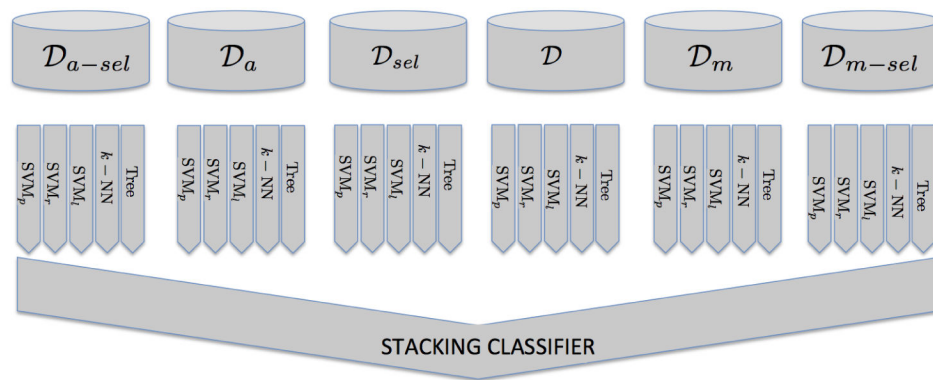 𝒟ₐ₋ₛₑₗ
𝒟ₐ
𝒟ₛₑₗ
𝒟
𝒟ₘ
𝒟ₘ₋ₛₑₗ
SVMₚ
SVMᵣ
SVMₗ
k − NN
Tree
SVMₚ
SVMᵣ
SVMₗ
k − NN
Tree
SVMₚ
SVMᵣ
SVMₗ
k − NN
Tree
SVMₚ
SVMᵣ
SVMₗ
k − NN
Tree
SVMₚ
SVMᵣ
SVMₗ
k − NN
Tree
SVMₚ
SVMᵣ
SVMₗ
k − NN
Tree
STACKING CLASSIFIER